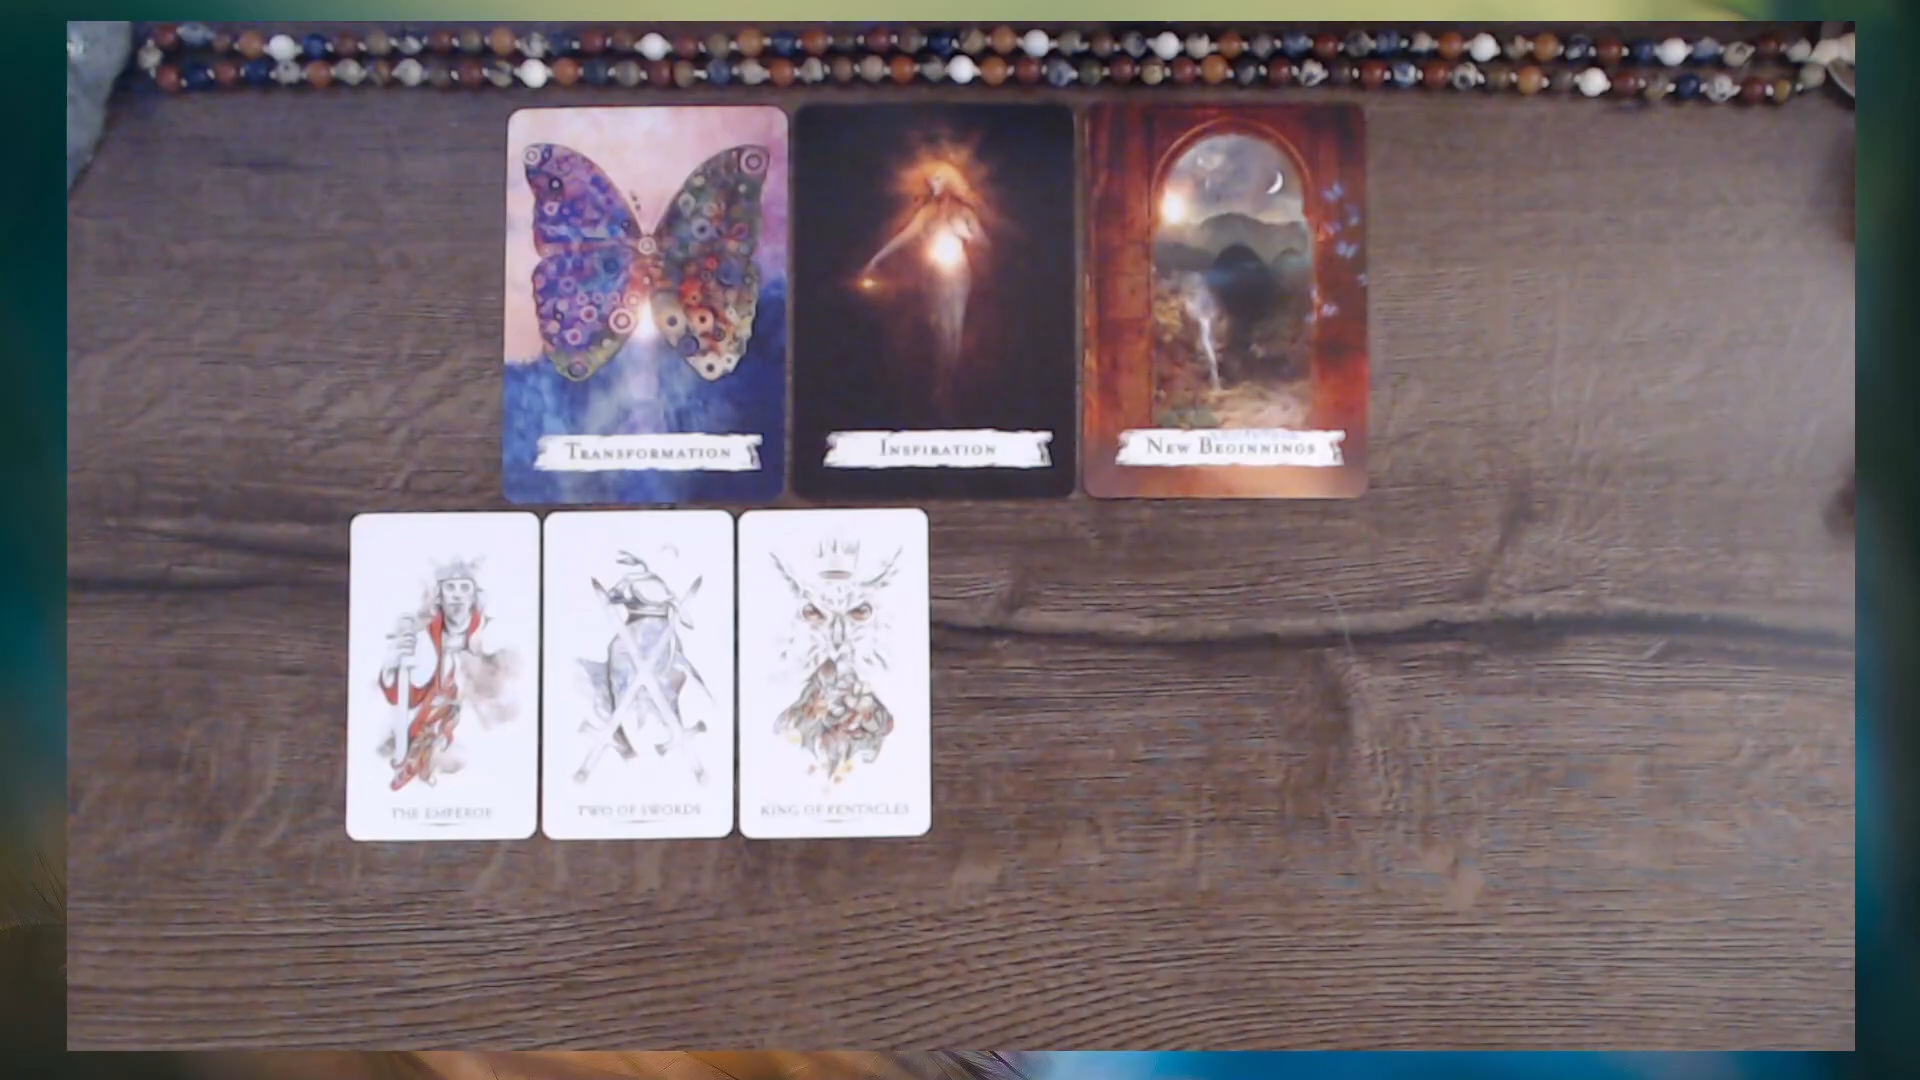 TRANSFORMATION
INSPIRATION
NEW BEGINNINGS
THE EMPEROR
TWO OF SWORDS
KING OF PENTACLES